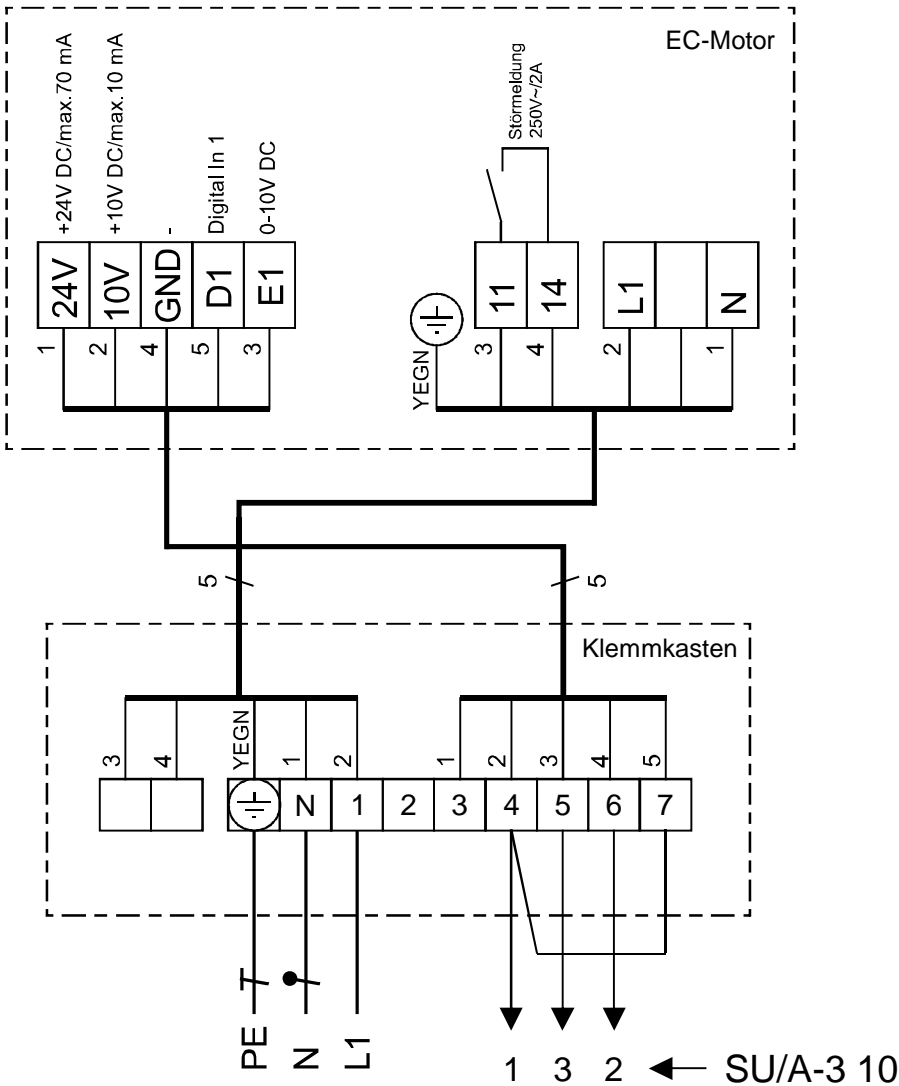 EC-Motor
+24V DC/max.70 mA
+10V DC/max.10 mA
-
Digital In 1
0-10V DC
Störmeldung
250V~/2A
24V
10V
GND
D1
E1
11
14
L1
N
1
2
4
5
3
YEGN
3
4
2
1
5
5
Klemmkasten
3
4
YEGN
1
2
1
2
3
4
5
N
1
2
3
4
5
6
7
PE
N
L1
1 3 2 SU/A-3 10